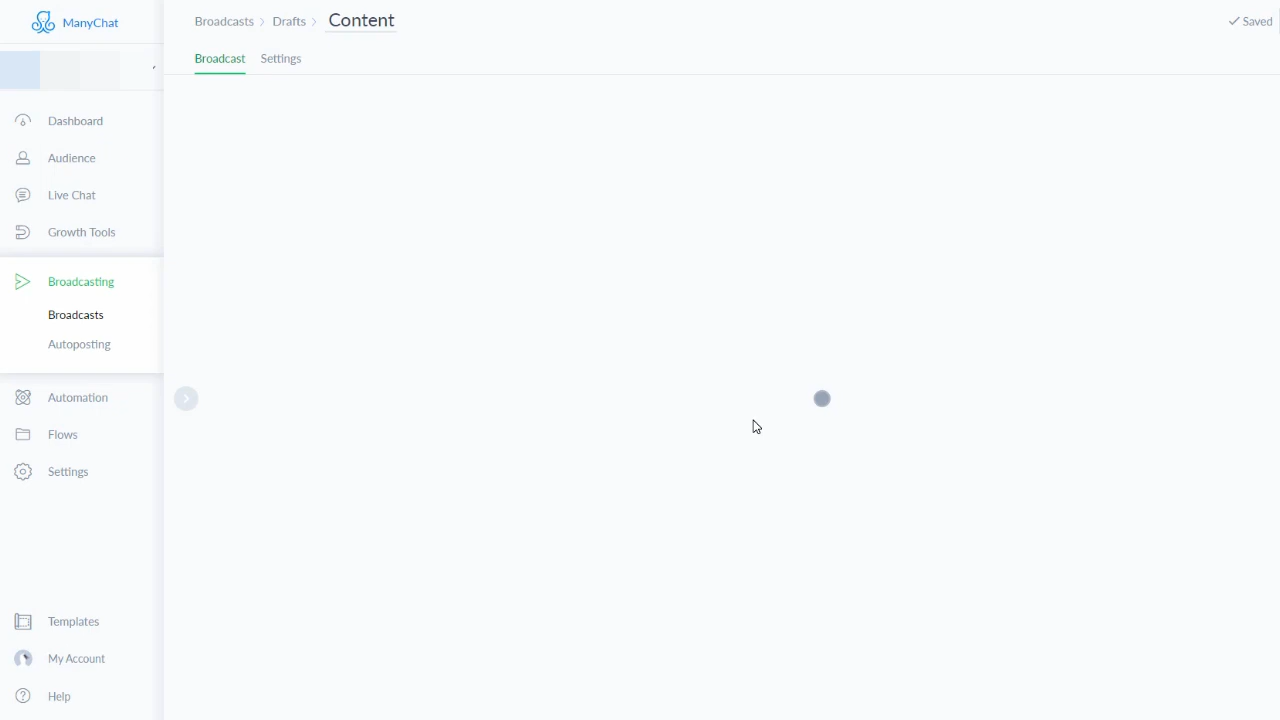 ManyChat
Broadcasts > Drafts > Content
Saved
Broadcast Settings
Dashboard
Audience
Live Chat
Growth Tools
Broadcasting
Broadcasts
Autoposting
Automation
Flows
Settings
Templates
My Account
Help